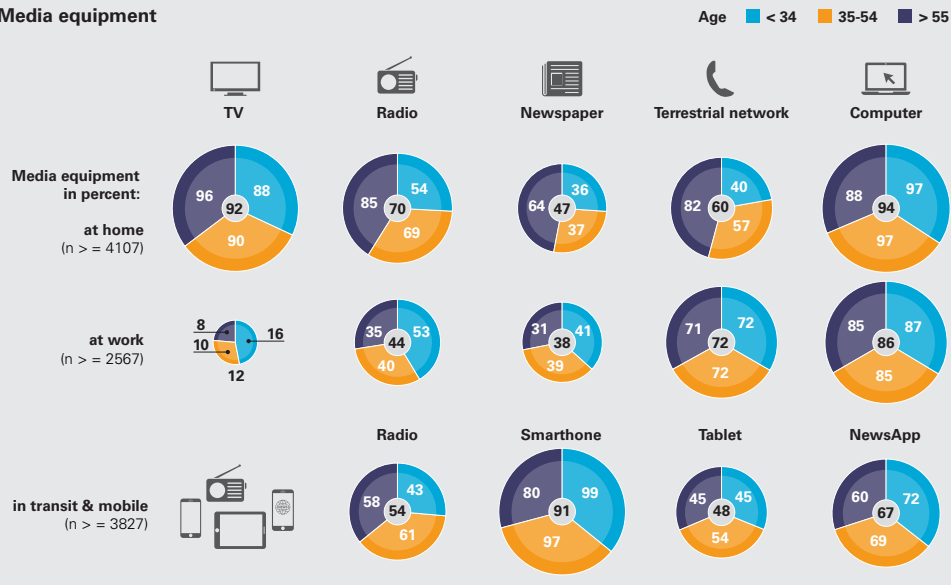 Media equipment
Age < 34 35-54 > 55
TV Radio Newspaper Terrestrial network Computer
Media equipment
in percent:
at home
(n > = 4107)
96 88 92 90
85 54 70 69
64 36 47 37
82 40 60 57
88 97 94 97
at work
(n > = 2567)
8 16 10 12
35 53 44 40
31 41 38 39
71 72 72 72
85 87 86 85
Radio Smarthone Tablet NewsApp
in transit & mobile
(n > = 3827)
58 43 54 61
80 99 91 97
45 45 48 54
60 72 67 69